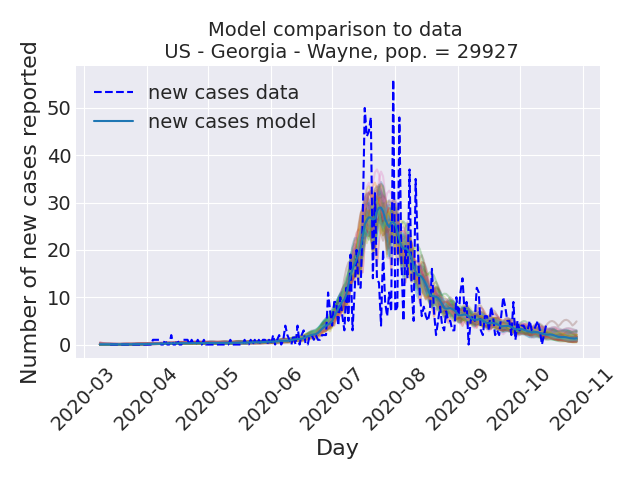 Model comparison to data
US - Georgia - Wayne, pop. = 29927
Number of new cases reported
new cases data
new cases model
50
40
30
20
10
0
2020-03
2020-04
2020-05
2020-06
2020-07
2020-08
2020-09
2020-10
2020-11
Day